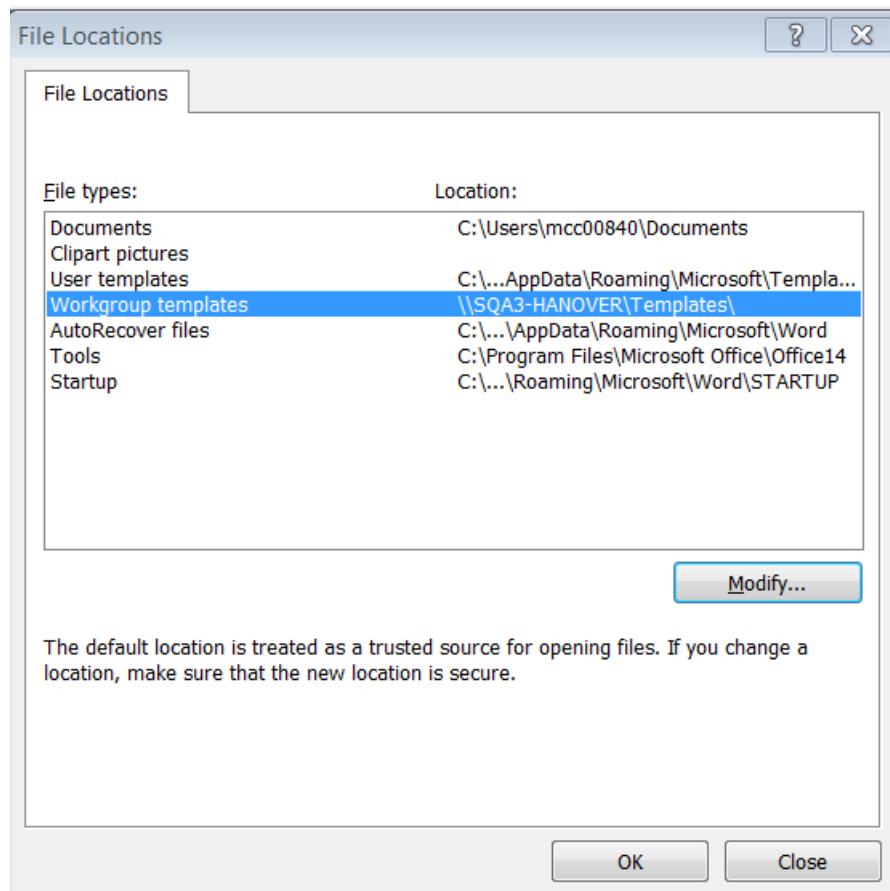 File Locations
File Locations
File types: Location:
Documents C:\Users\mcc00840\Documents
Clipart pictures
User templates C:\...AppData\Roaming\Microsoft\Templa...
Workgroup templates \\SQA3-HANOVER\Templates\
AutoRecover files C:\...\AppData\Roaming\Microsoft\Word
Tools C:\Program Files\Microsoft Office\Office14
Startup C:\...\Roaming\Microsoft\Word\STARTUP
Modify...
The default location is treated as a trusted source for opening files. If you change a
location, make sure that the new location is secure.
OK Close